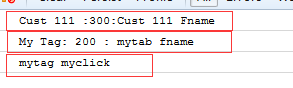 Cust 111 :300:Cust 111 Fname
My Tag: 200 : mytab fname
mytag myclick